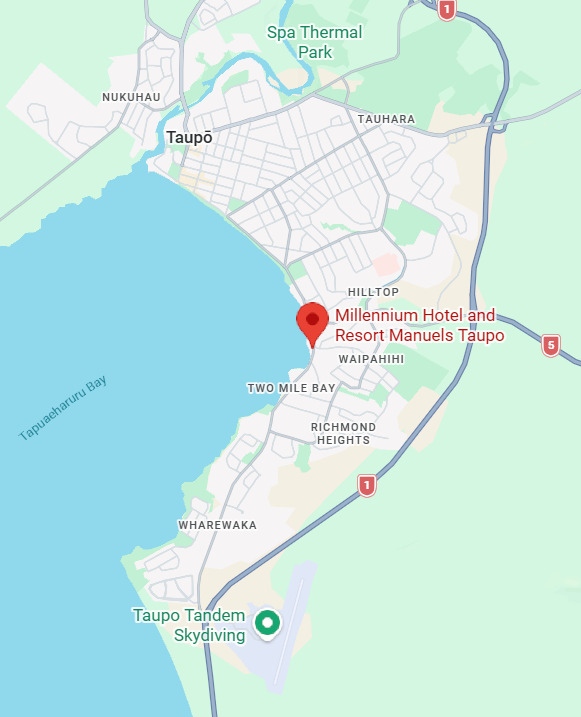 1
Spa Thermal
Park
NUKUHAU
TAUHARA
Taupō
HILLTOP
Millennium Hotel and
Resort Manuels Taupo
5
WAIPAHIHI
TWO MILE BAY
Tapuaeharuru Bay
RICHMOND
HEIGHTS
1
WHAREWAKA
Taupo Tandem
Skydiving